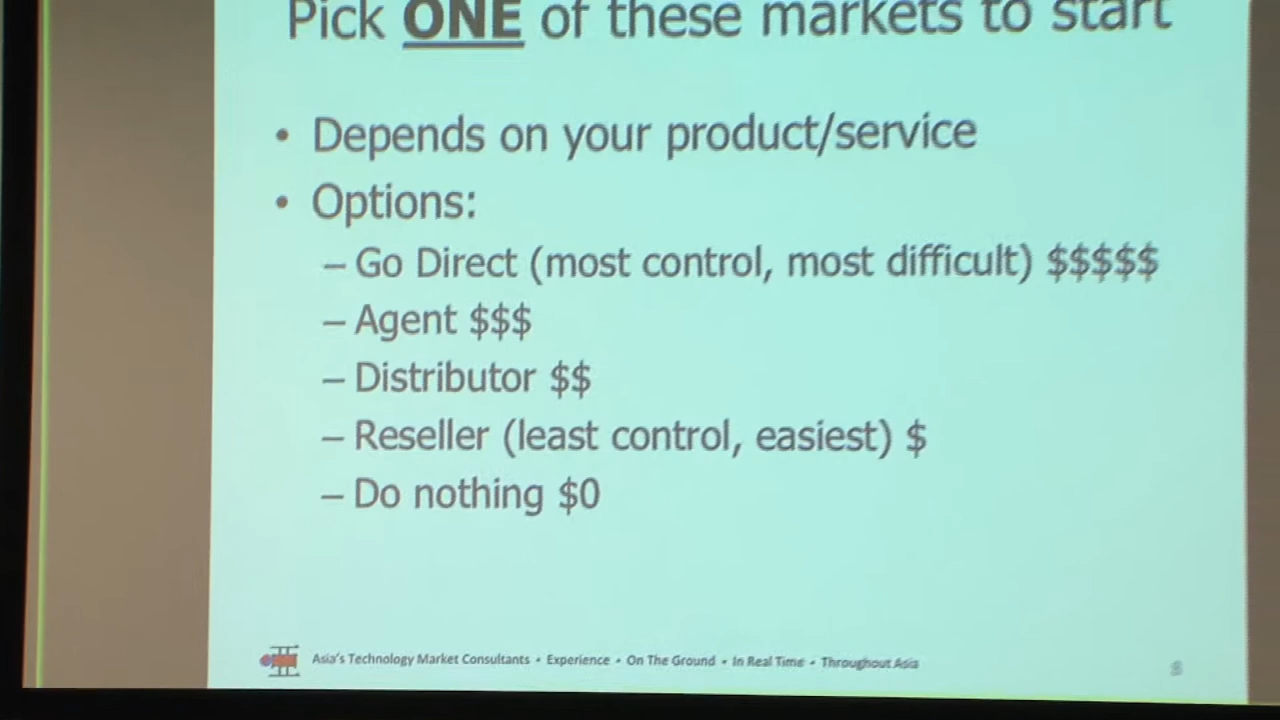 Pick ONE of these markets to start
• Depends on your product/service
• Options:
– Go Direct (most control, most difficult) $$$$$
– Agent $$$
– Distributor $$
– Reseller (least control, easiest) $
– Do nothing $0
Asia's Technology Market Consultants • Experience • On The Ground • In Real Time • Throughout Asia